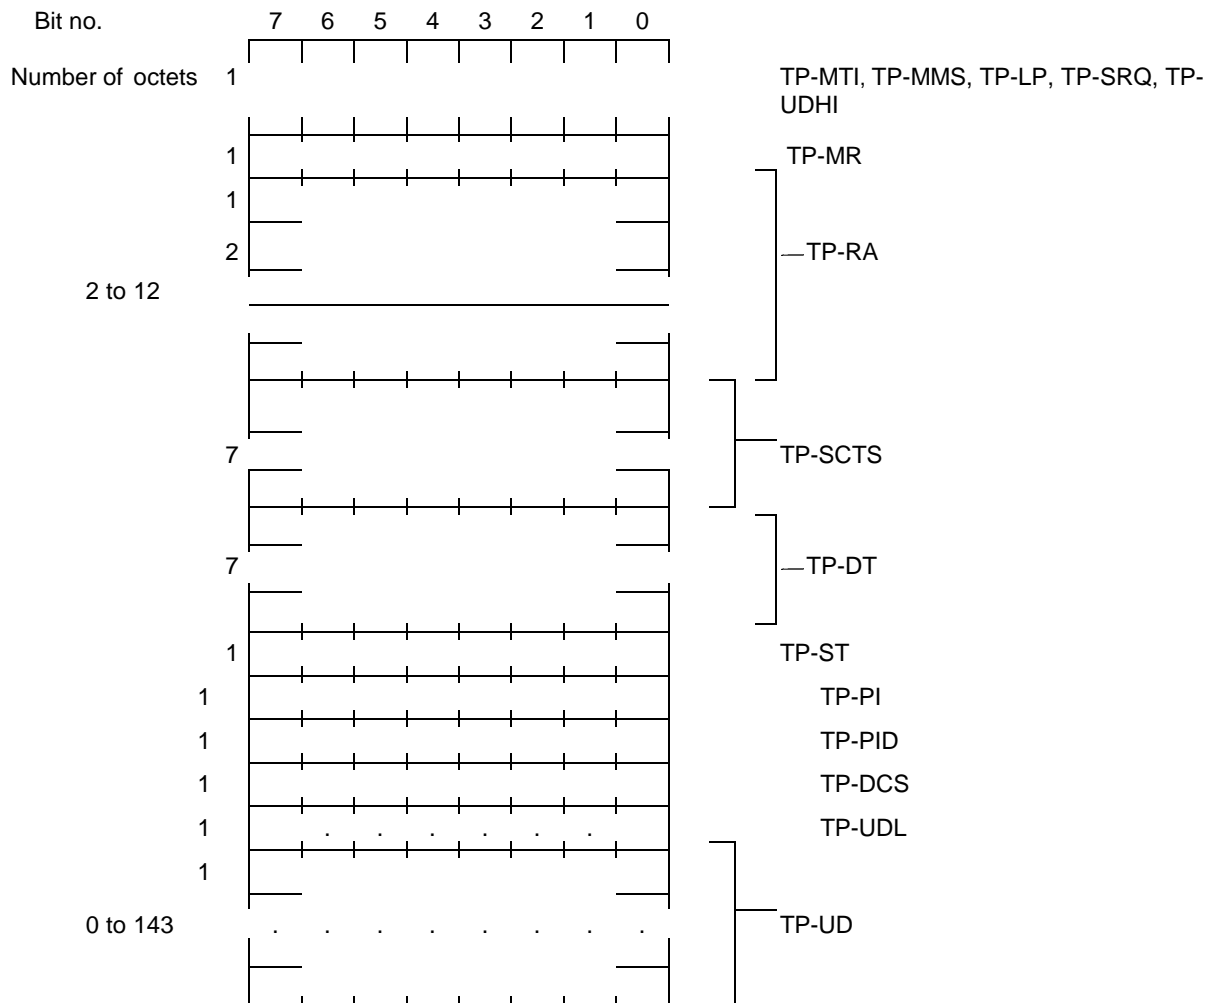 Bit no. 7 6 5 4 3 2 1 0
Number of octets 1 TP-MTI, TP-MMS, TP-LP, TP-SRQ, TP-
UDHI
1 TP-MR
1
2 TP-RA
2 to 12
7 TP-SCTS
7 TP-DT
1 TP-ST
1 TP-PI
1 TP-PID
1 TP-DCS
1 . . . . . . TP-UDL
1
0 to 143 . . . . . . . . TP-UD